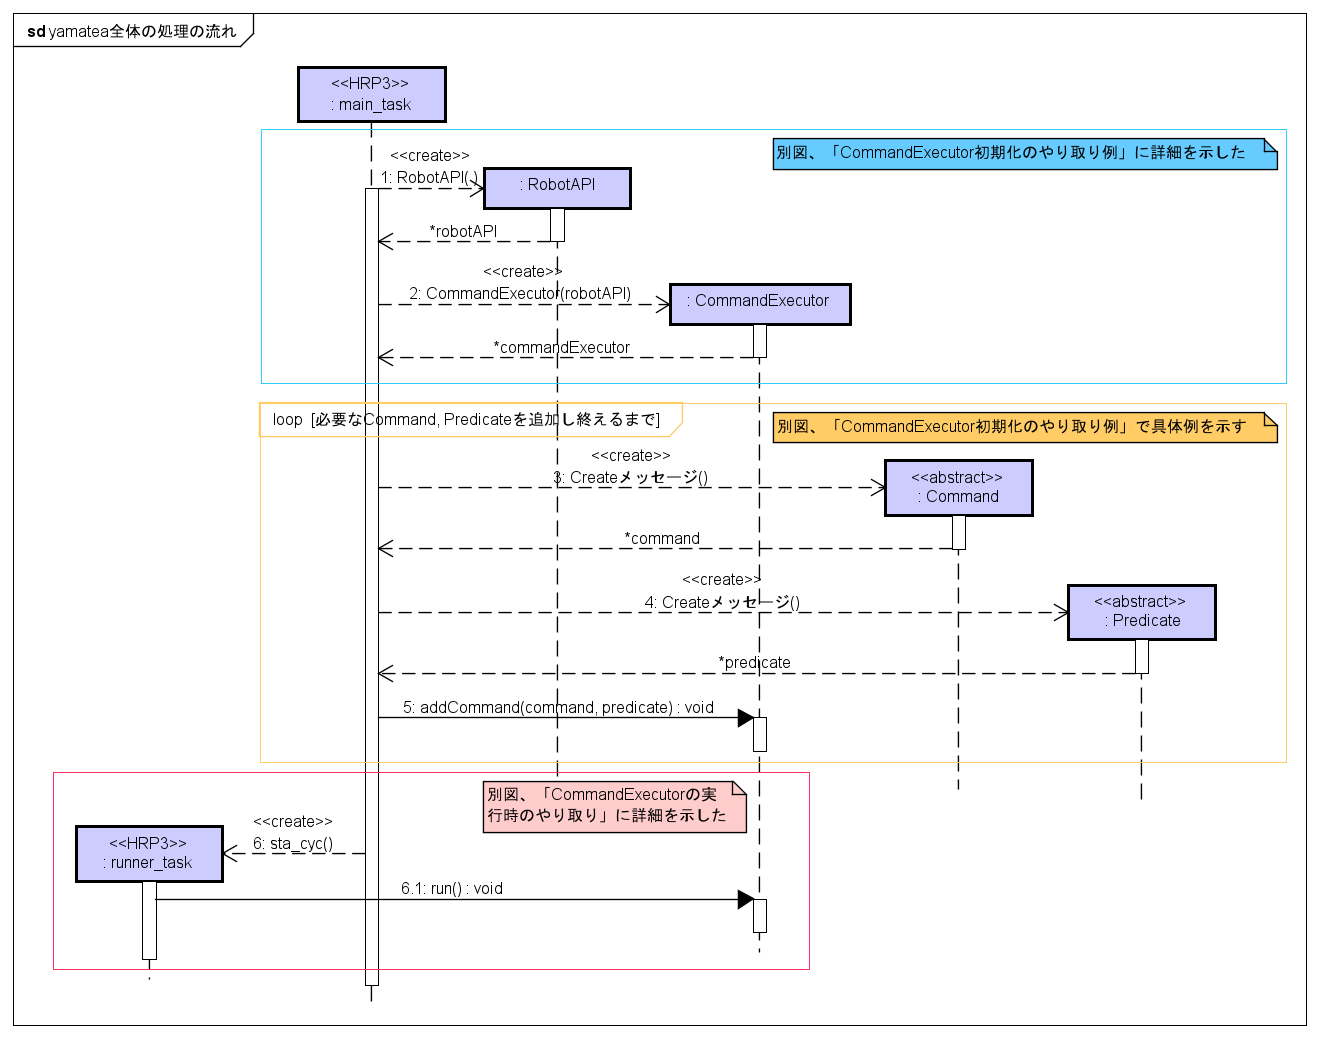 sd yamatea全体の処理の流れ
<<HRP3>>
: main_task
別図、「CommandExecutor初期化のやり取り例」に詳細を示した
<<create>>
1: RobotAPI( )
: RobotAPI
*robotAPI
<<create>>
2: CommandExecutor(robotAPI)
: CommandExecutor
*commandExecutor
loop [必要なCommand, Predicateを追加し終えるまで]
別図、「CommandExecutor初期化のやり取り例」で具体例を示す
<<create>>
3: Createメッセージ()
<<abstract>>
: Command
*command
<<create>>
4: Createメッセージ()
<<abstract>>
: Predicate
*predicate
5: addCommand(command, predicate) : void
別図、「CommandExecutorの実
行時のやり取り」に詳細を示した
<<create>>
6: sta_cyc()
<<HRP3>>
: runner_task
6.1: run() : void